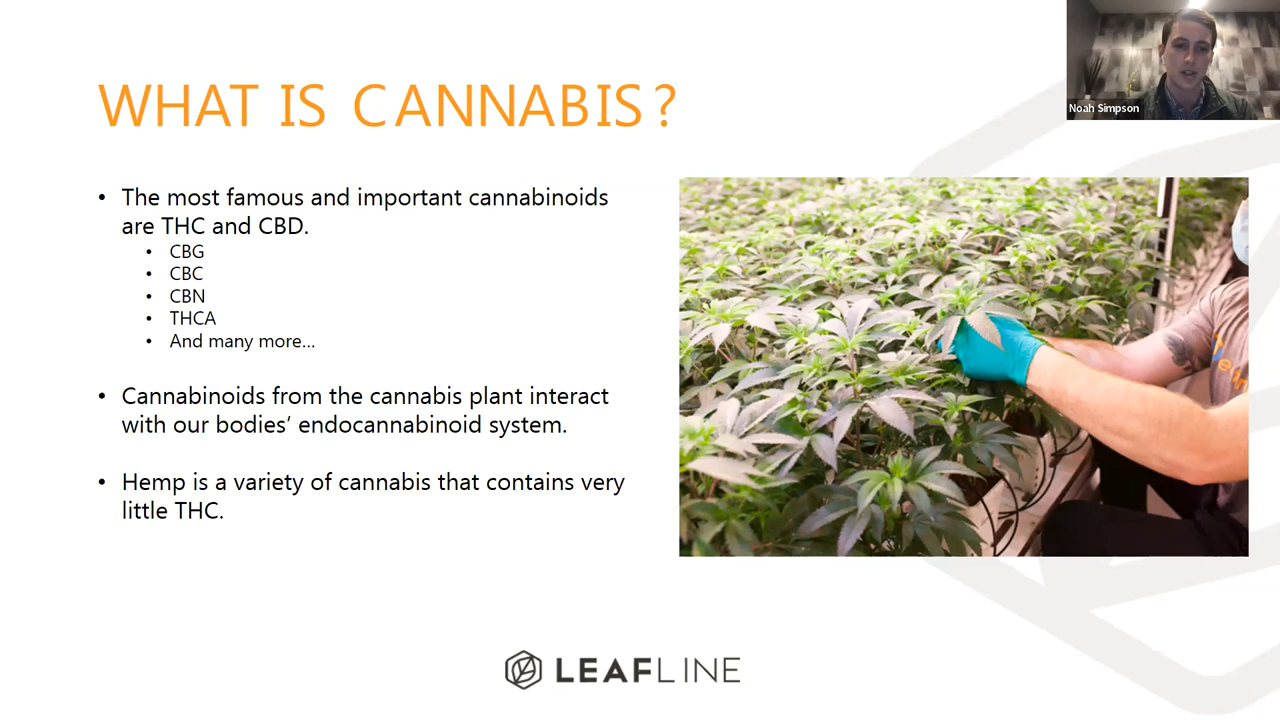 WHAT IS CANNABIS?
Noah Simpson
• The most famous and important cannabinoids
are THC and CBD.
• CBG
• CBC
• CBN
• THCA
• And many more...
• Cannabinoids from the cannabis plant interact
with our bodies’ endocannabinoid system.
• Hemp is a variety of cannabis that contains very
little THC.
LEAFLINE